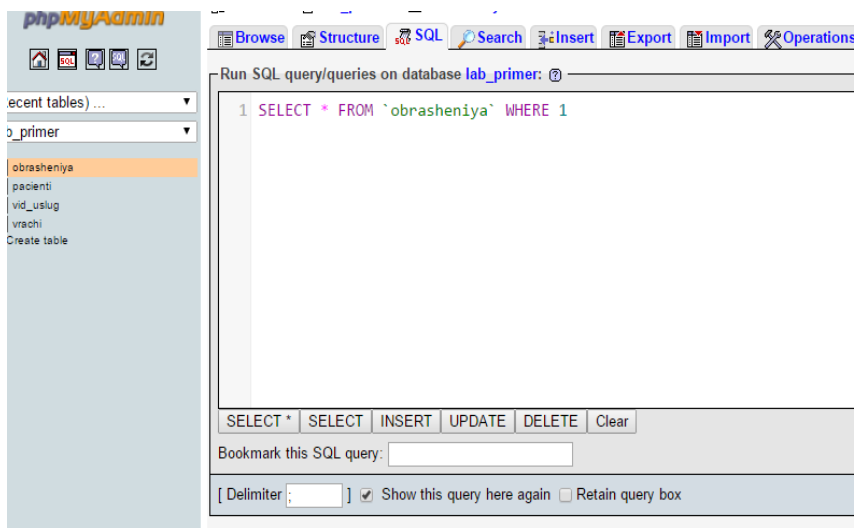 phpMyAdmin
Browse Structure SQL Search Insert Export Import Operations
Run SQL query/queries on database lab_primer:
ecent tables) ...
1 SELECT * FROM `obrasheniya` WHERE 1
b_primer
obrasheniya
pacienti
vid_uslug
vrachi
Create table
SELECT * SELECT INSERT UPDATE DELETE Clear
Bookmark this SQL query:
[ Delimiter ; ] Show this query here again Retain query box